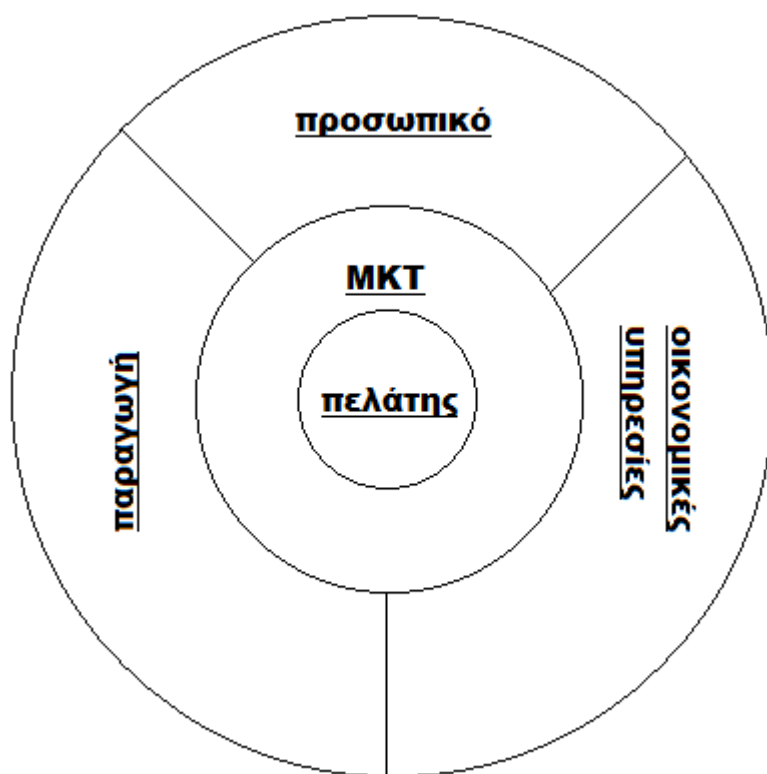 προσωπικό
ΜΚΤ
πελάτης
παραγωγή
οικονομικές
υπηρεσίες